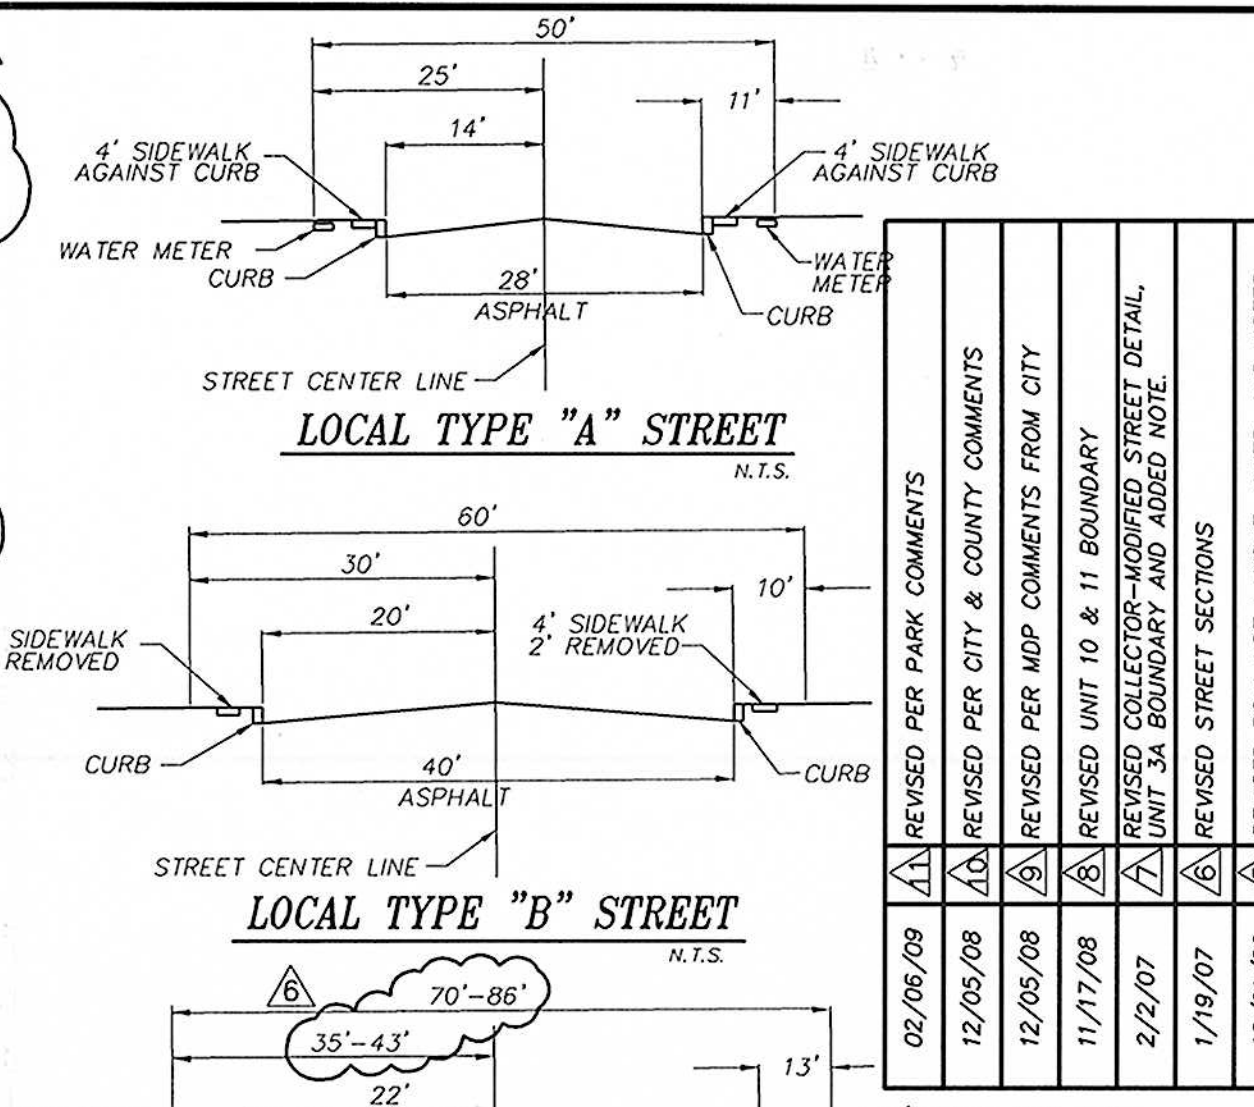 50'
25'
11'
14'
4' SIDEWALK
AGAINST CURB
4' SIDEWALK
AGAINST CURB
WATER METER
CURB
WATER
METER
CURB
28'
ASPHALT
STREET CENTER LINE
LOCAL TYPE "A" STREET
N.T.S.
60'
30'
10'
20'
SIDEWALK
REMOVED
4' SIDEWALK
2' REMOVED
CURB
CURB
40'
ASPHALT
STREET CENTER LINE
LOCAL TYPE "B" STREET
N.T.S.
6
70'-86'
35'-43'
13'
22'
02/06/09 11 REVISED PER PARK COMMENTS
12/05/08 10 REVISED PER CITY & COUNTY COMMENTS
12/05/08 9 REVISED PER MDP COMMENTS FROM CITY
11/17/08 8 REVISED UNIT 10 & 11 BOUNDARY
2/2/07 7 REVISED COLLECTOR-MODIFIED STREET DETAIL,
UNIT 3A BOUNDARY AND ADDED NOTE.
1/19/07 6 REVISED STREET SECTIONS